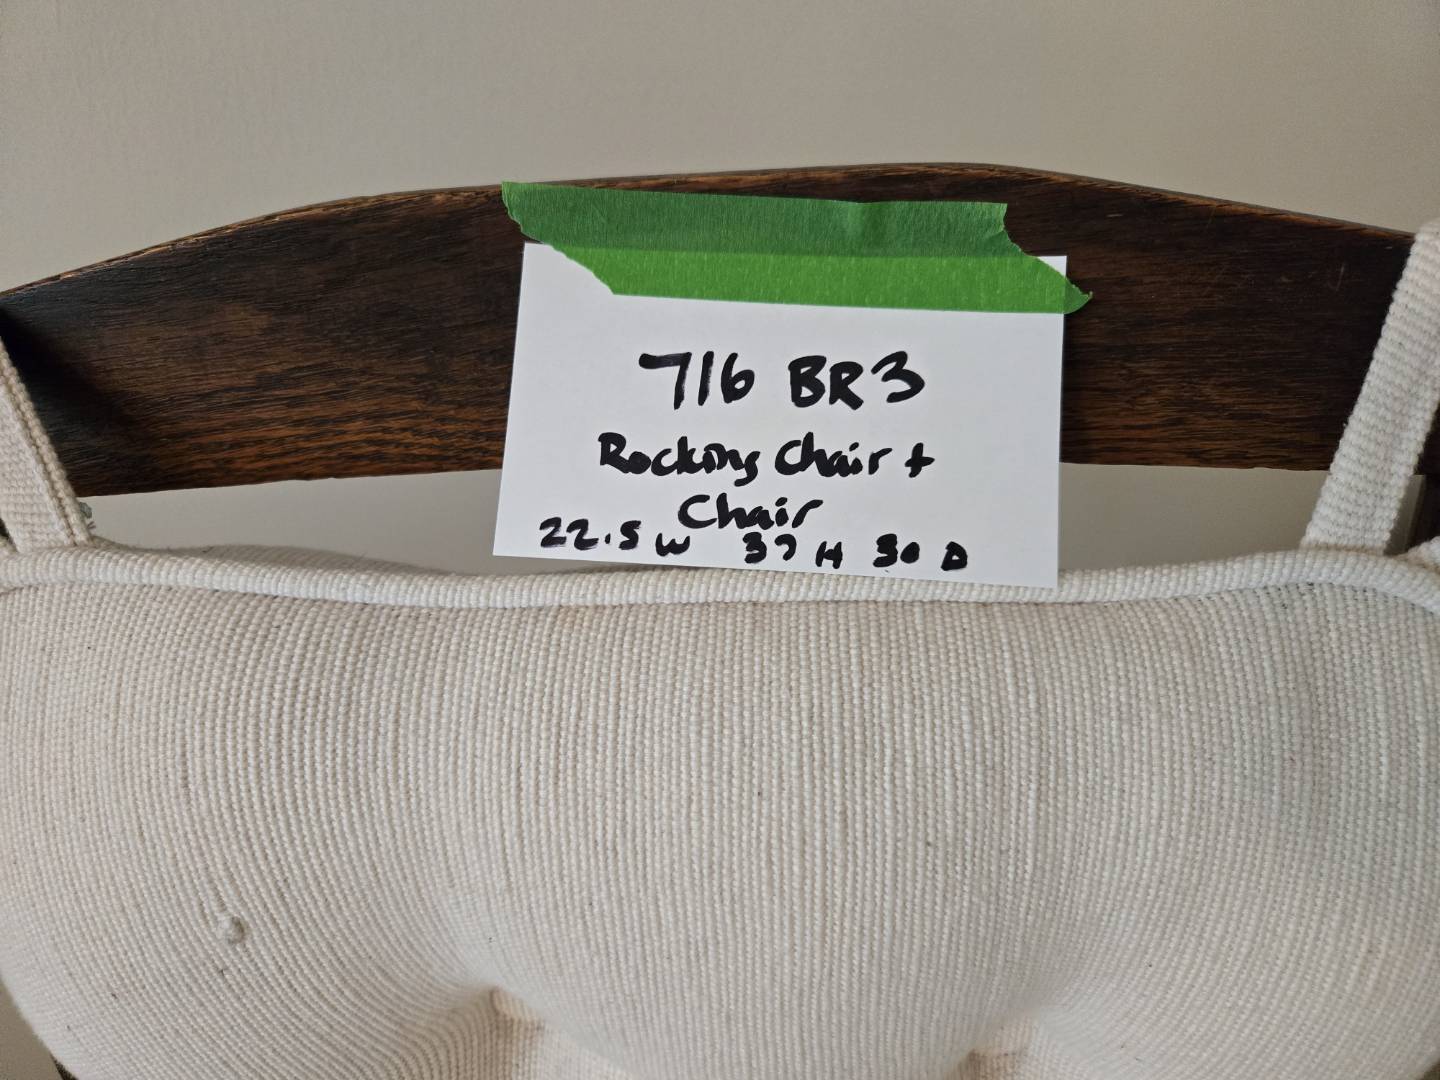 716 BR3
Rocking Chair +
Chair
22.5 W 37 H 30 D